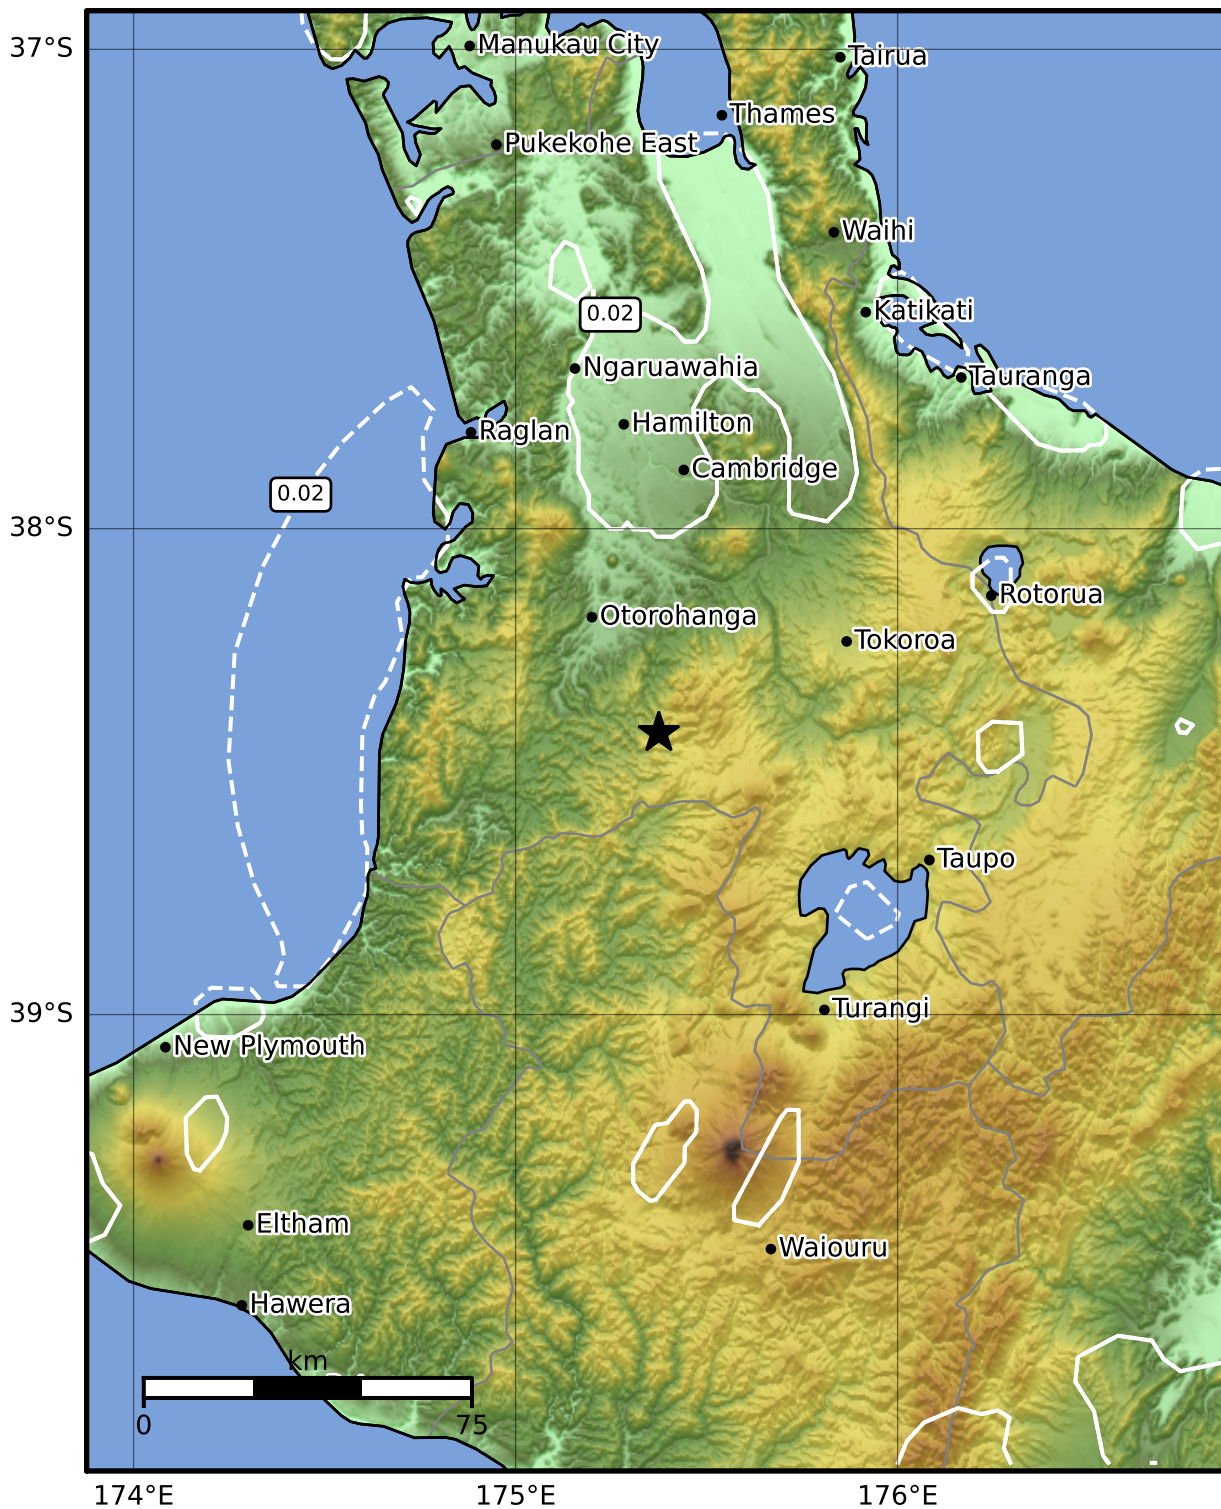 37°S
Manukau City
Tairua
Thames
Pukekohe East
Waihi
Katikati
0.02
Ngaruawahia
Tauranga
Hamilton
Raglan
Cambridge
0.02
38°S
Rotorua
Otorohanga
Tokoroa
Taupo
39°S
Turangi
New Plymouth
Eltham
Waiouru
Hawera
km
0
75
174°E
175°E
176°E